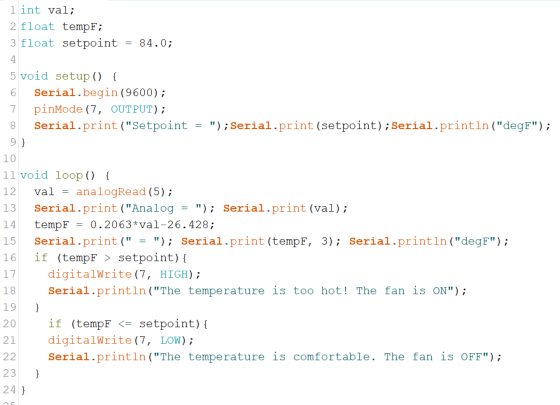 1 int val;
2 float tempF;
3 float setpoint = 84.0;
4
5 void setup() {
6   Serial.begin(9600);
7   pinMode(7, OUTPUT);
8   Serial.print("Setpoint = ");Serial.print(setpoint);Serial.println("degF");
9 }
10
11 void loop() {
12   val = analogRead(5);
13   Serial.print("Analog = "); Serial.print(val);
14   tempF = 0.2063*val-26.428;
15   Serial.print(" = "); Serial.print(tempF, 3); Serial.println("degF");
16   if (tempF > setpoint){
17     digitalWrite(7, HIGH);
18     Serial.println("The temperature is too hot! The fan is ON");
19   }
20     if (tempF <= setpoint){
21     digitalWrite(7, LOW);
22     Serial.println("The temperature is comfortable. The fan is OFF");
23   }
24 }
25